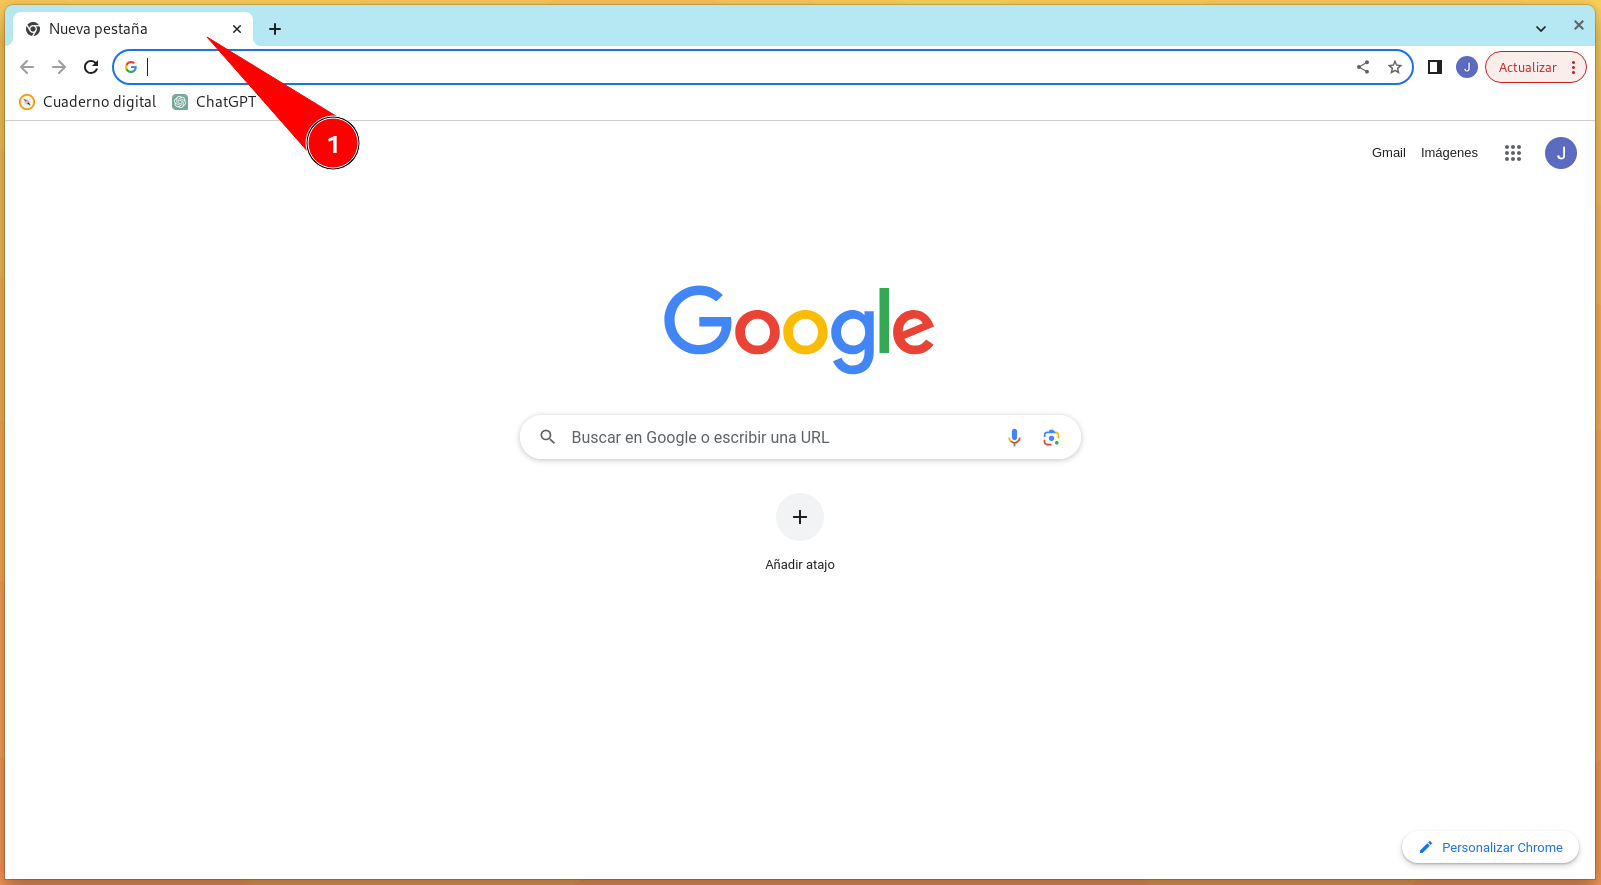 Nueva pestaña
Actualizar
J
Cuaderno digital
ChatGPT
1
Gmail
Imágenes
J
Google
Buscar en Google o escribir una URL
Añadir atajo
Personalizar Chrome